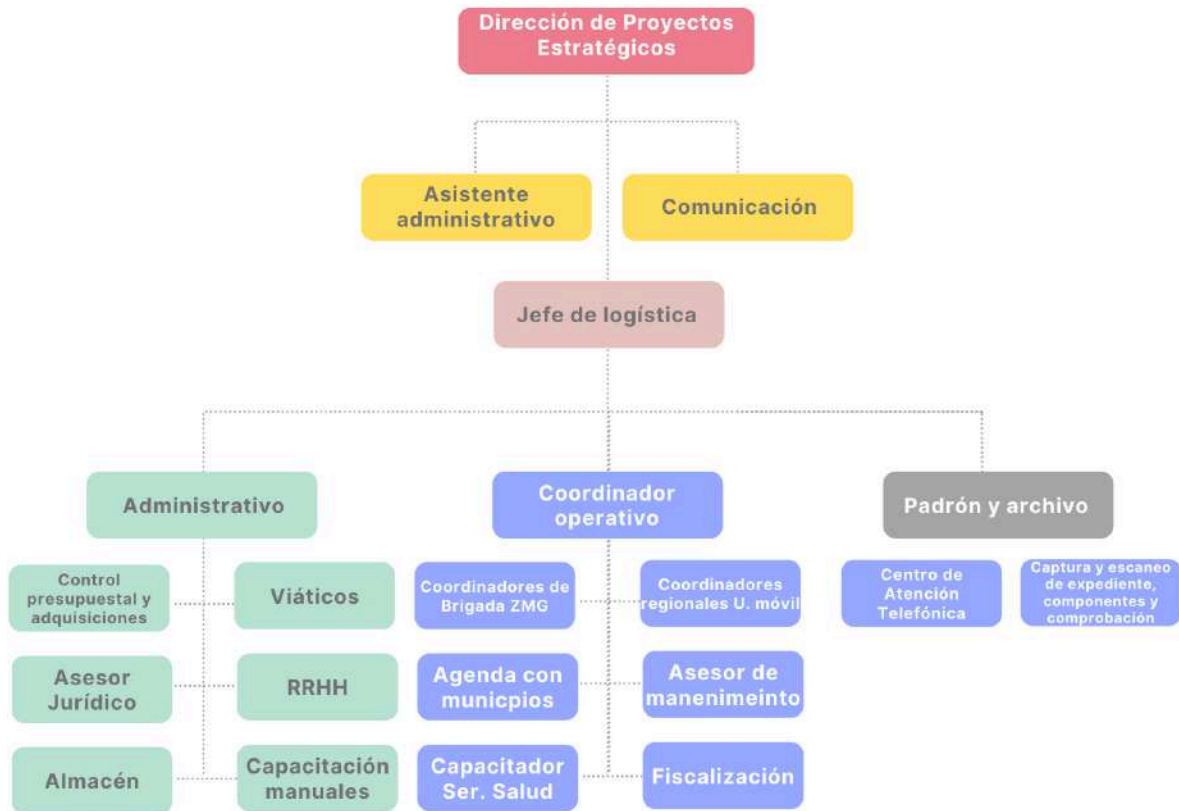 Dirección de Proyectos
Estratégicos
Asistente
administrativo
Comunicación
Jefe de logística
Administrativo
Coordinador
operativo
Padrón y archivo
Control
presupuestal y
adquisiciones
Viáticos
Coordinadores de
Brigada ZMG
Coordinadores
regionales U. móvil
Centro de
Atención
Telefónica
Captura y escaneo
de expediente,
componentes y
comprobación
Asesor
Jurídico
RRHH
Agenda con
municpios
Asesor de
manenimeinto
Almacén
Capacitación
manuales
Capacitador
Ser. Salud
Fiscalización